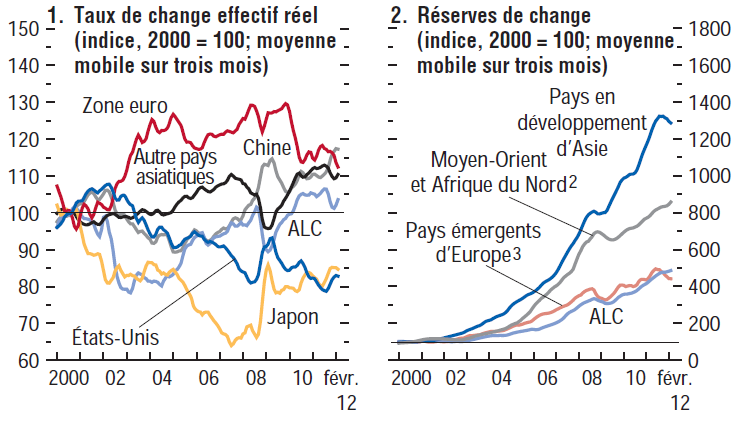 1. Taux de change effectif réel
(indice, 2000 = 100; moyenne
mobile sur trois mois)
150
140
130
120
110
100
90
80
70
60
Zone euro
Autre pays
asiatiques
Chine
ALC
Japon
États-Unis
2000 02 04 06 08 10 févr.
12
2. Réserves de change
(indice, 2000 = 100; moyenne
mobile sur trois mois)
1800
1600
1400
1200
1000
800
600
400
200
0
Pays en
développement
d'Asie
Moyen-Orient
et Afrique du Nord2
Pays émergents
d'Europe3
ALC
2000 02 04 06 08 10 févr.
12